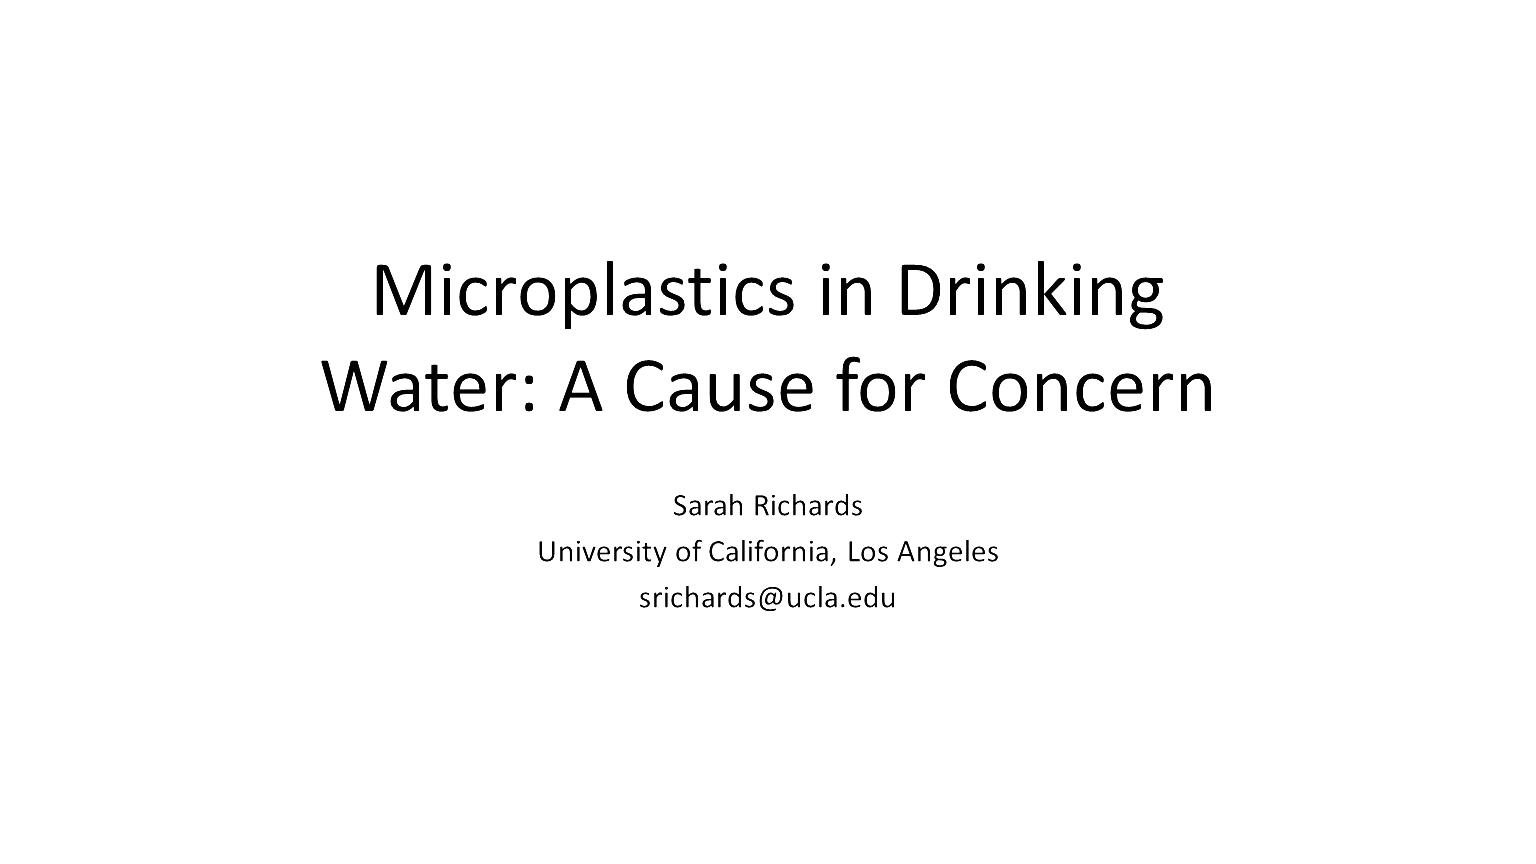 Microplastics in Drinking
Water: A Cause for Concern
Sarah Richards
University of California, Los Angeles
srichards@ucla.edu